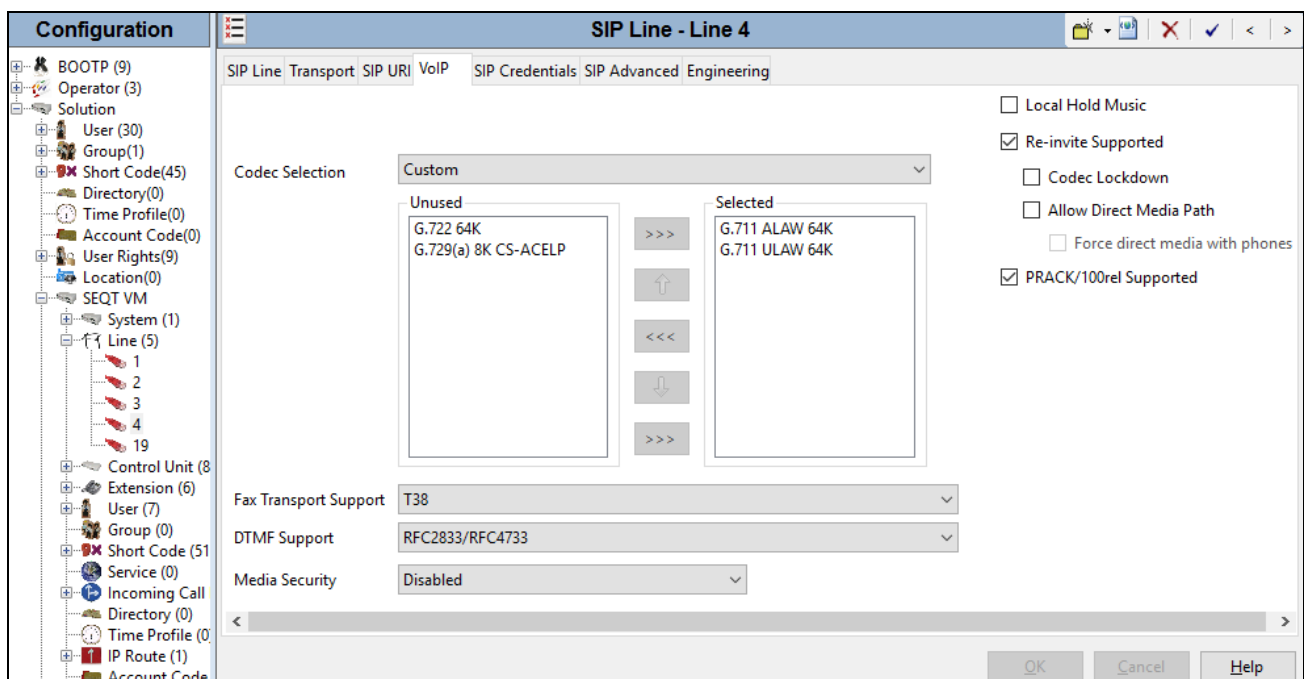 Configuration
SIP Line - Line 4
BOOTP (9)
Operator (3)
Solution
User (30)
Group(1)
Short Code(45)
Directory(0)
Time Profile(0)
Account Code(0)
User Rights(9)
Location(0)
SEQT VM
System (1)
Line (5)
1
2
3
4
19
Control Unit (8
Extension (6)
User (7)
Group (0)
Short Code (51
Service (0)
Incoming Call
Directory (0)
Time Profile (0
IP Route (1)
Account Code
SIP Line Transport SIP URI VoIP SIP Credentials SIP Advanced Engineering
Codec Selection Custom
Unused
G.722 64K
G.729(a) 8K CS-ACELP
>>>
<<<
>>>
Selected
G.711 ALAW 64K
G.711 ULAW 64K
Fax Transport Support T38
DTMF Support RFC2833/RFC4733
Media Security Disabled
Local Hold Music
Re-invite Supported
Codec Lockdown
Allow Direct Media Path
Force direct media with phones
PRACK/100rel Supported
OK Cancel Help